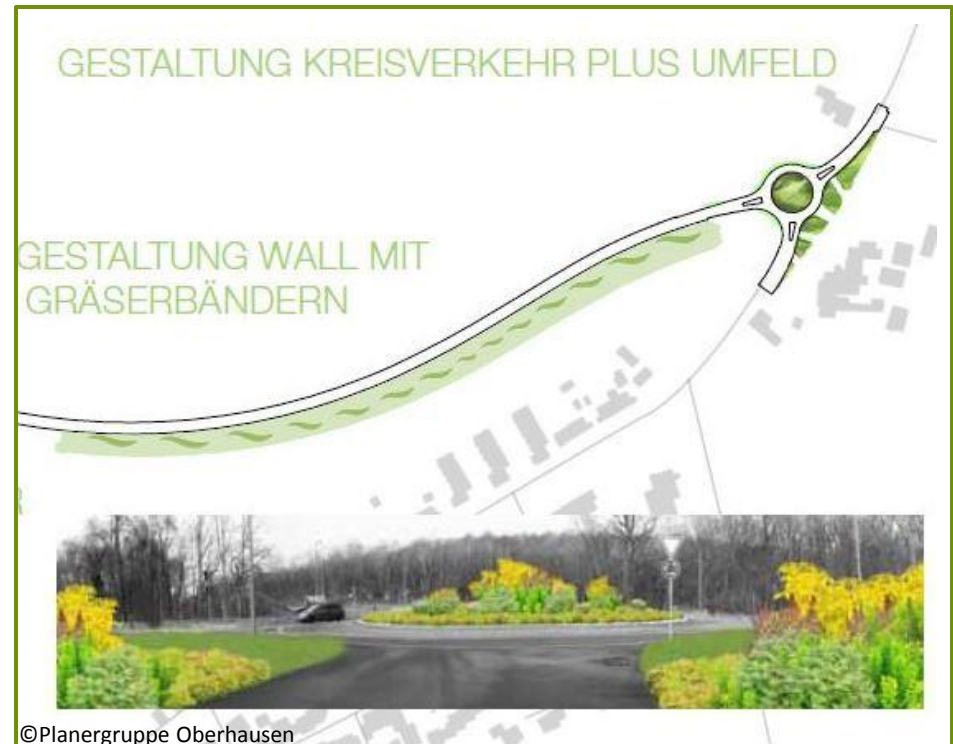 GESTALTUNG KREISVERKEHR PLUS UMFELD
GESTALTUNG WALL MIT
GRÄSERBÄNDERN
R
©Planergruppe Oberhausen